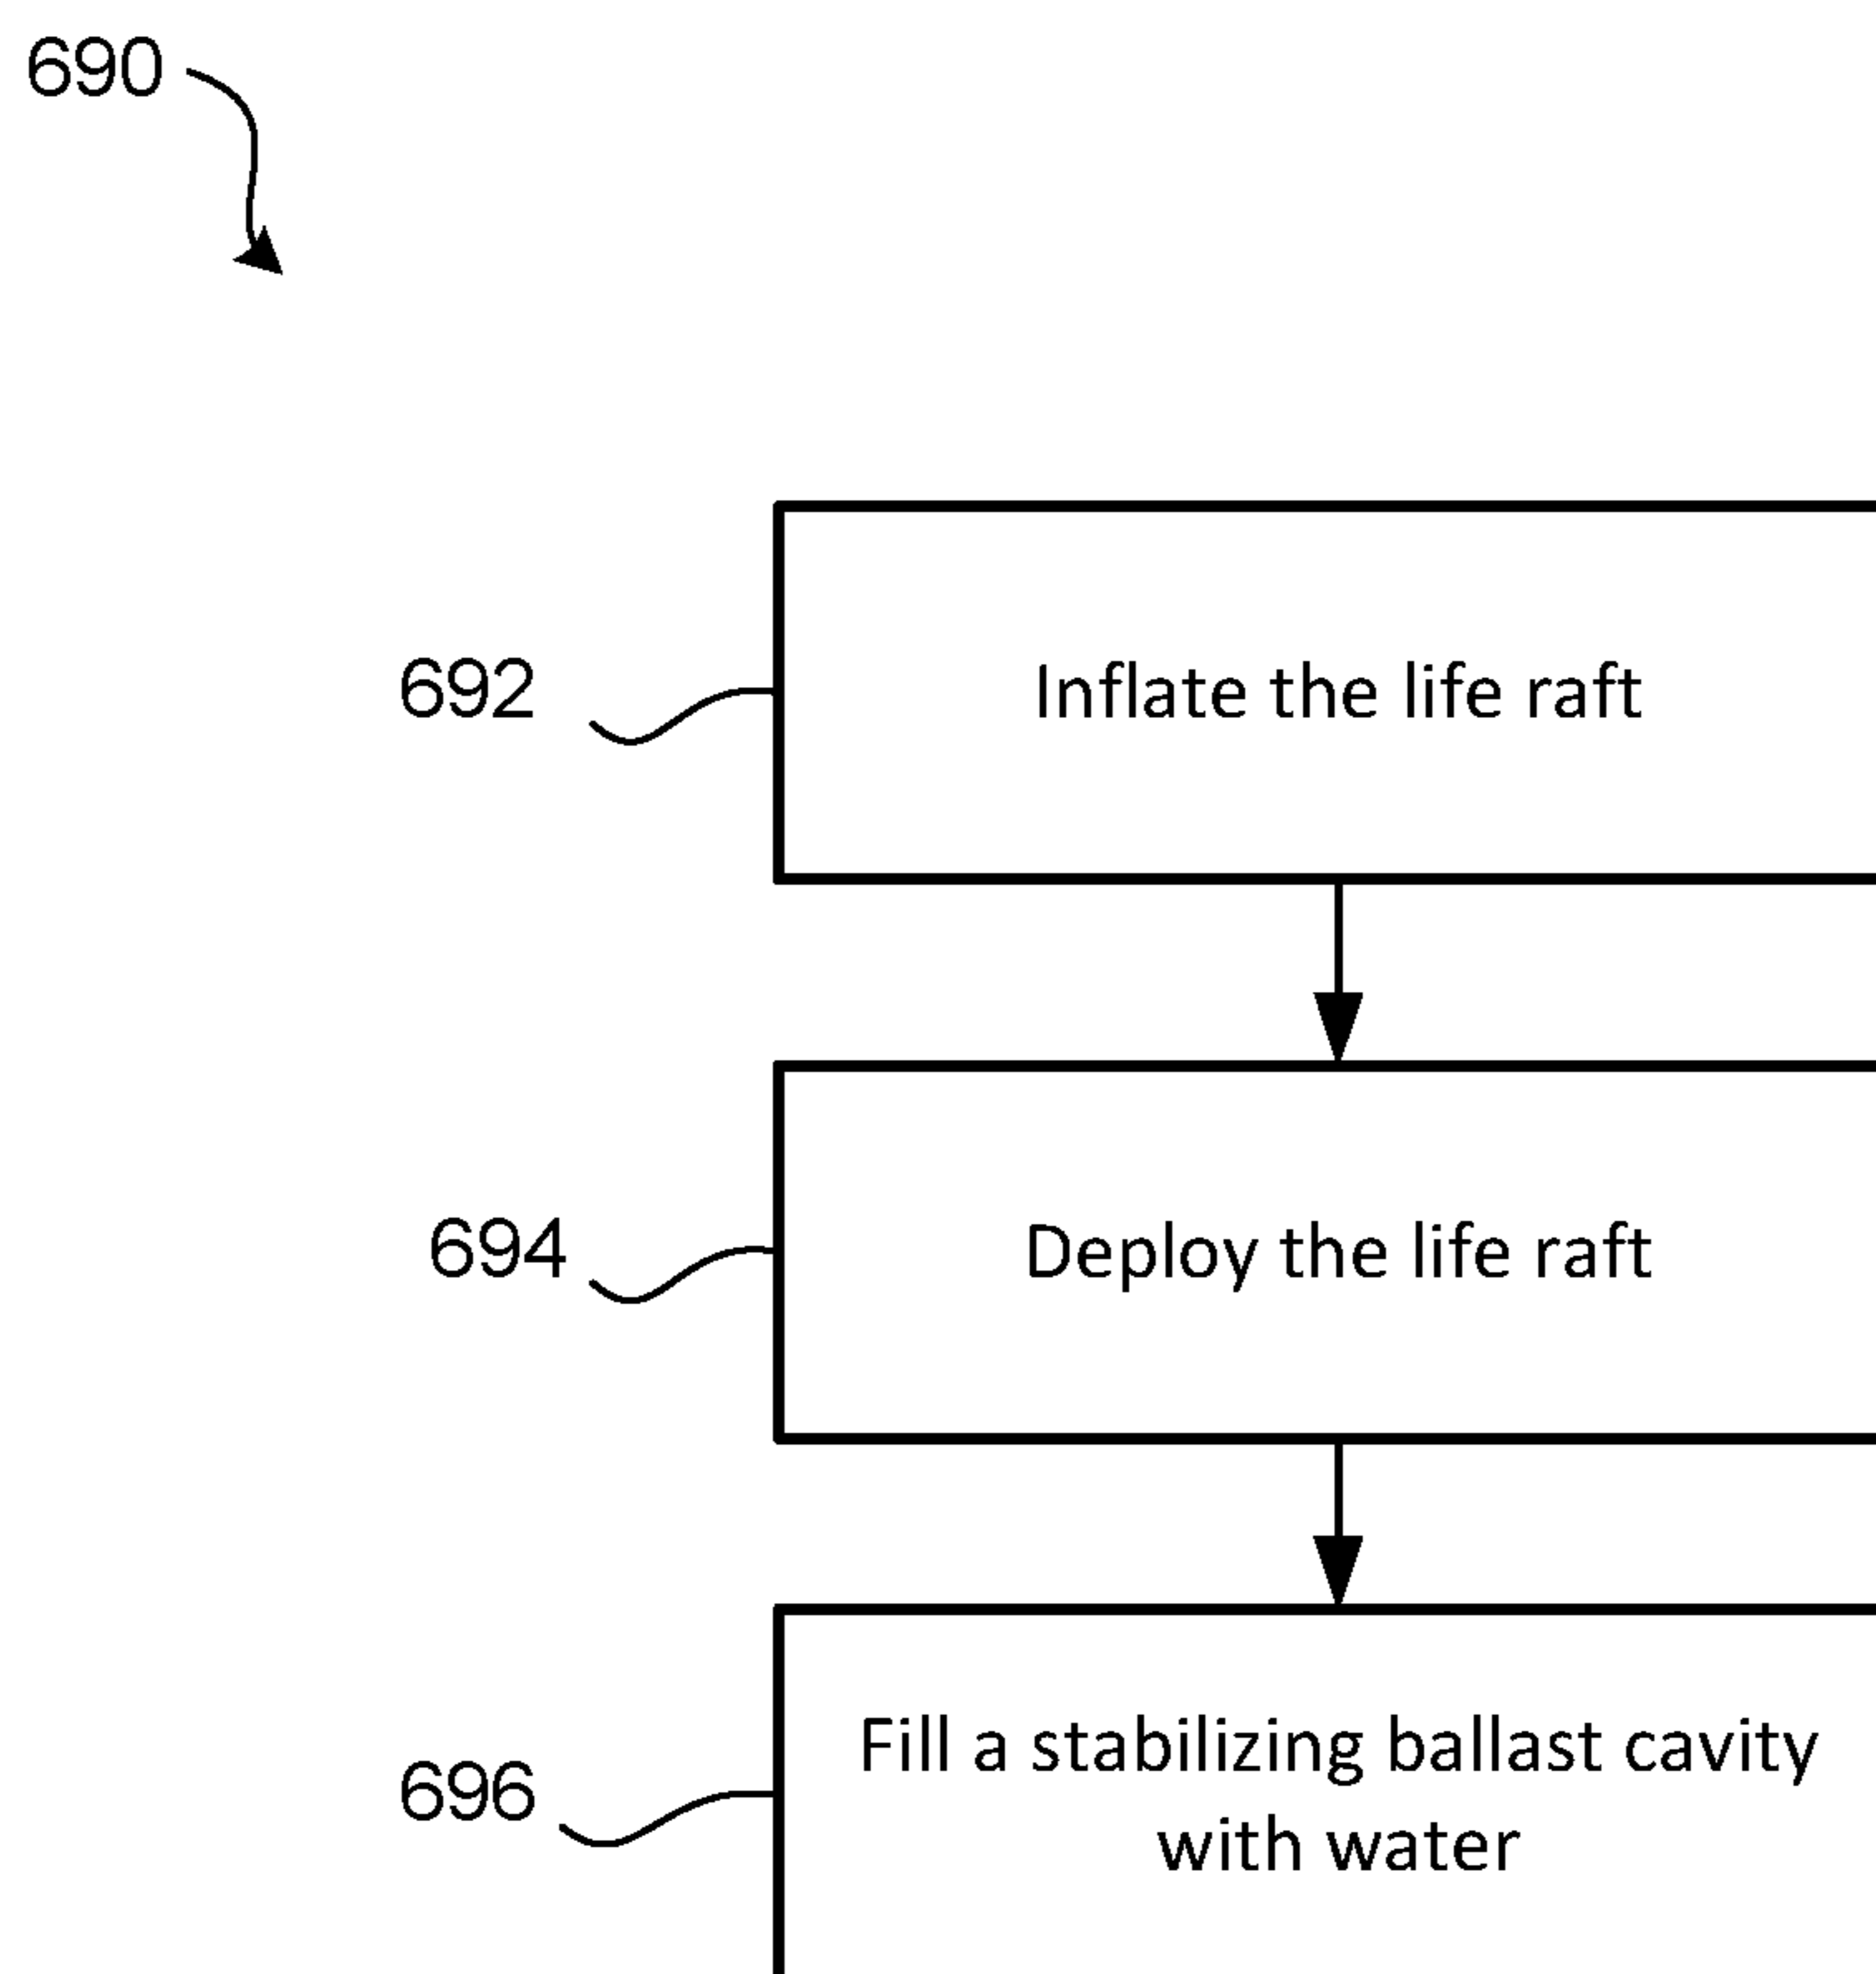 690
692
Inflate the life raft
694
Deploy the life raft
696
Fill a stabilizing ballast cavity
with water